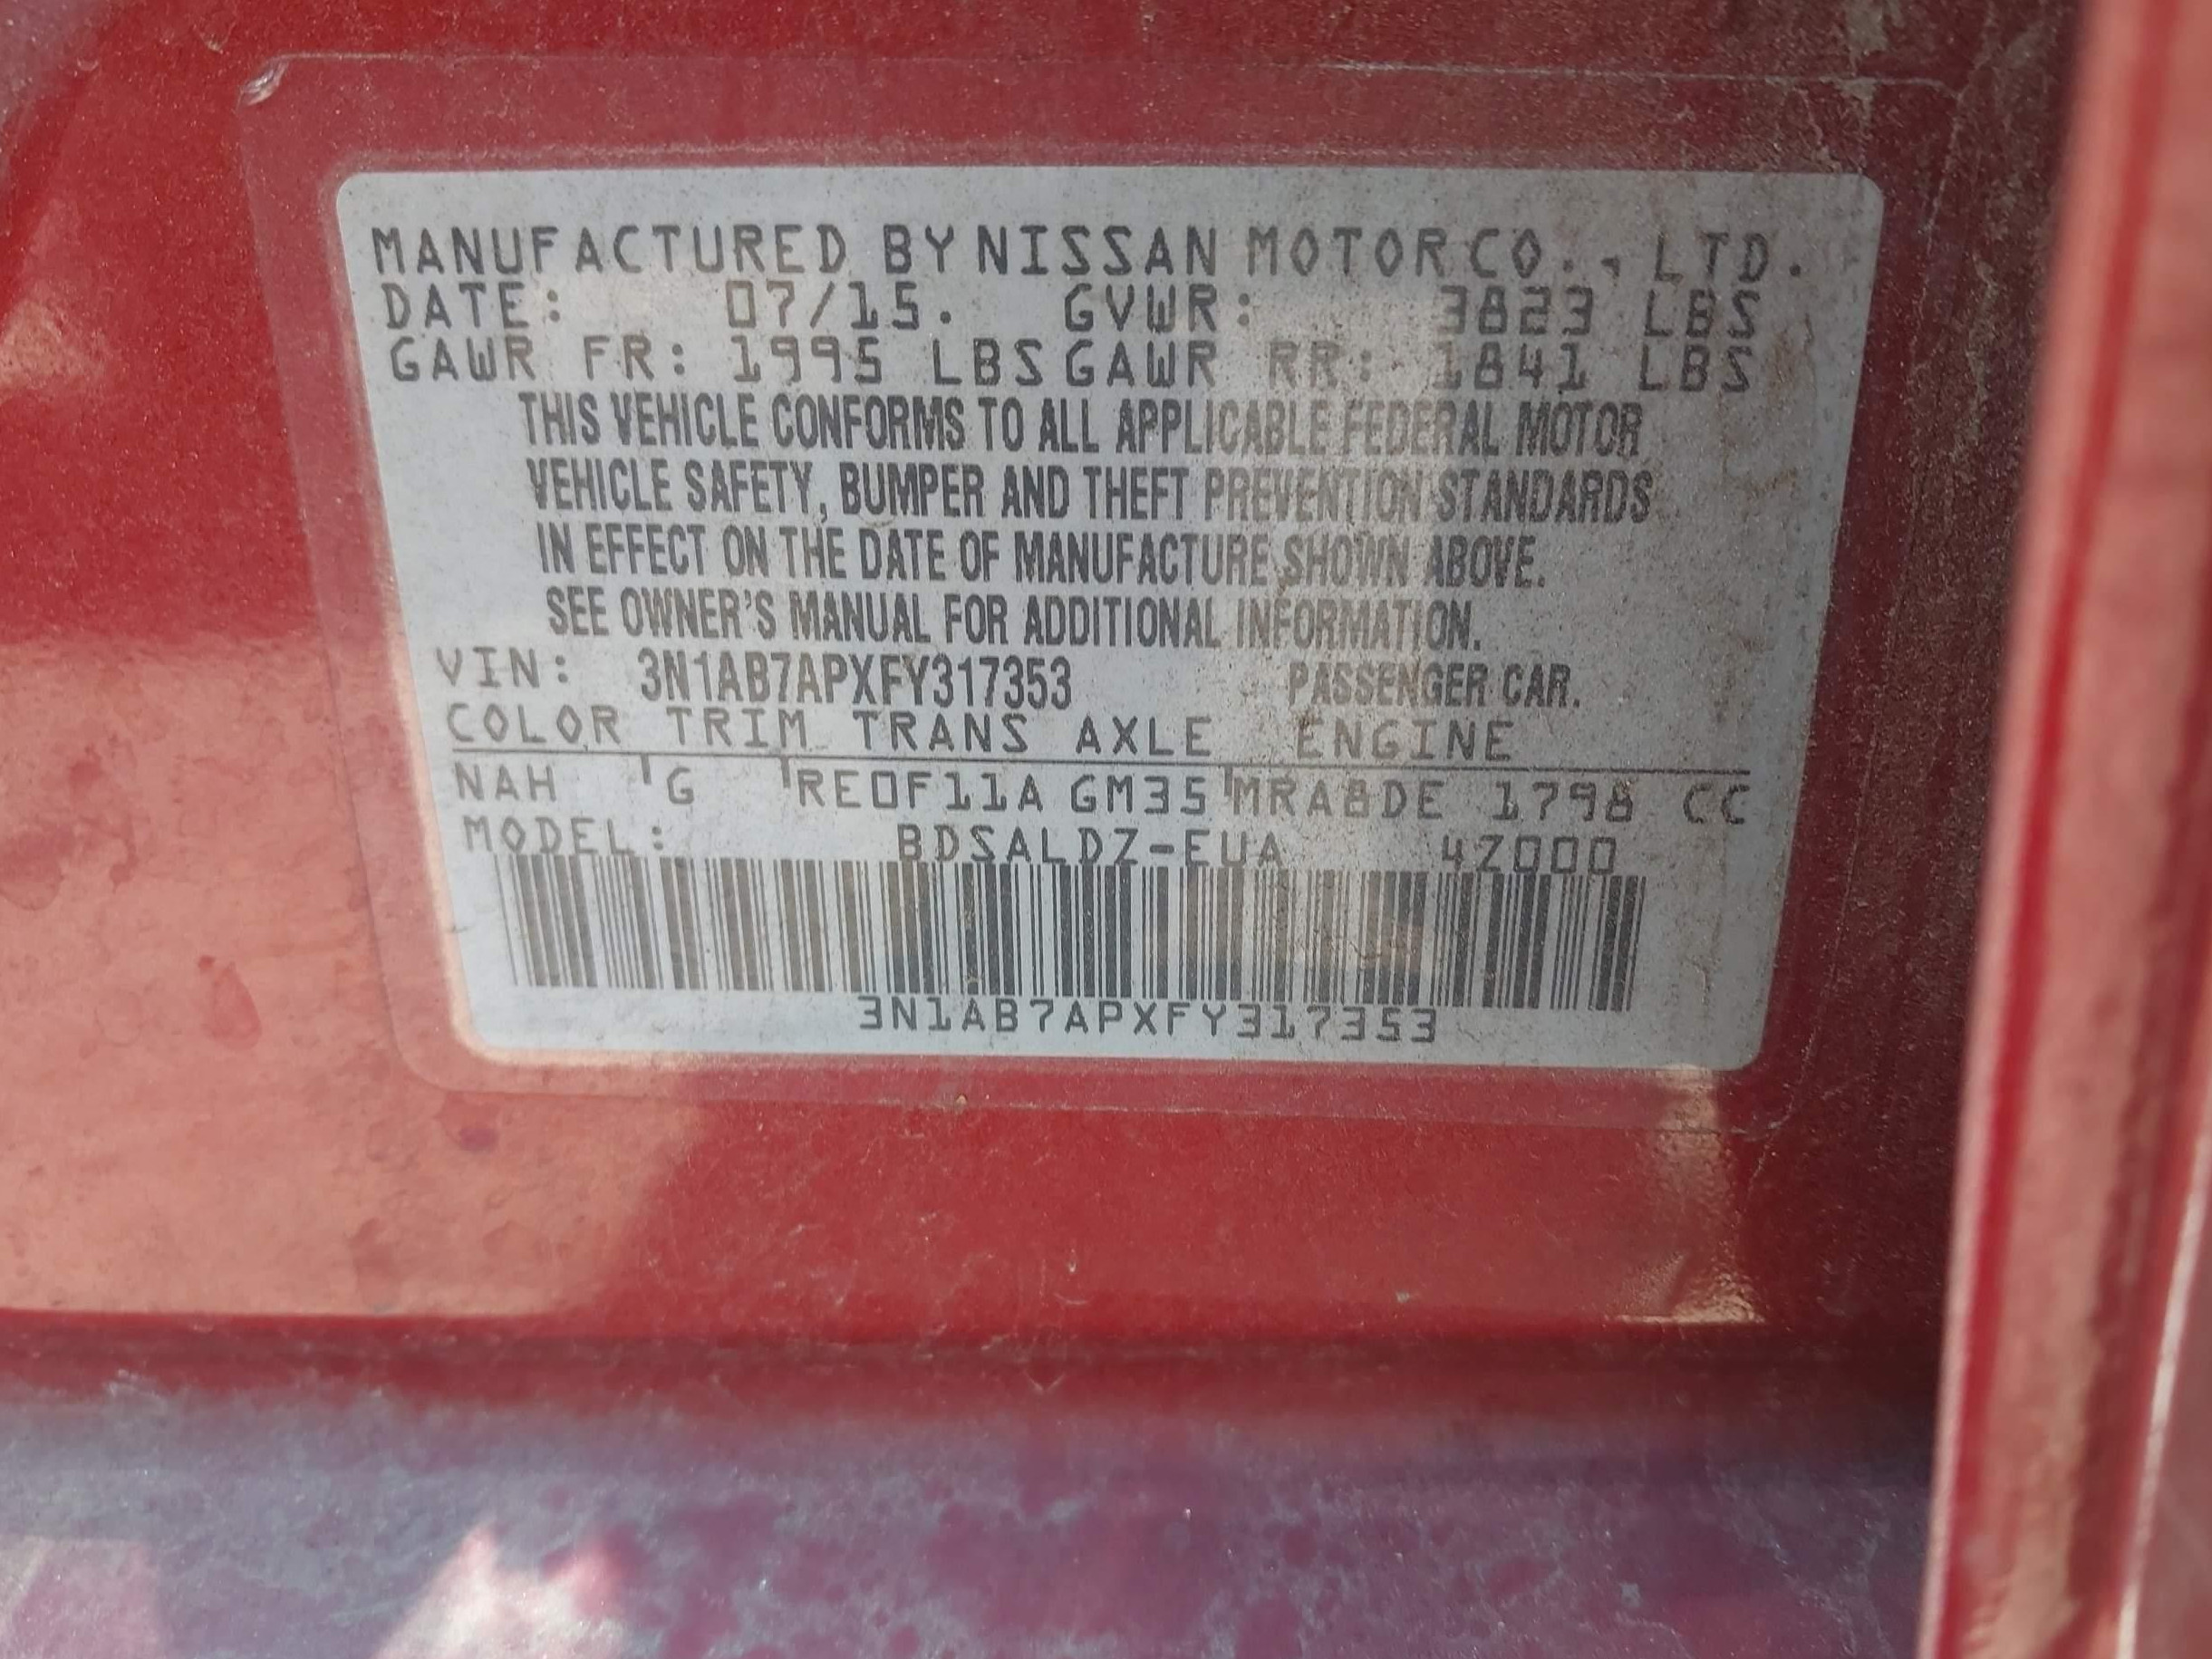 MANUFACTURED BY NISSAN MOTOR CO., LTD.
DATE: 07/15. GVWR: 3823 LBS
GAWR FR: 1995 LBS GAWR RR: 1841 LBS
THIS VEHICLE CONFORMS TO ALL APPLICABLE FEDERAL MOTOR
VEHICLE SAFETY, BUMPER AND THEFT PREVENTION STANDARDS
IN EFFECT ON THE DATE OF MANUFACTURE SHOWN ABOVE.
SEE OWNER'S MANUAL FOR ADDITIONAL INFORMATION.
VIN: 3N1AB7APXFY317353 PASSENGER CAR.
COLOR TRIM TRANS AXLE ENGINE
NAH G RE0F11A GM35 MRA8DE 1798 CC
MODEL: BDSALDZ-EUA 4Z000
3N1AB7APXFY317353